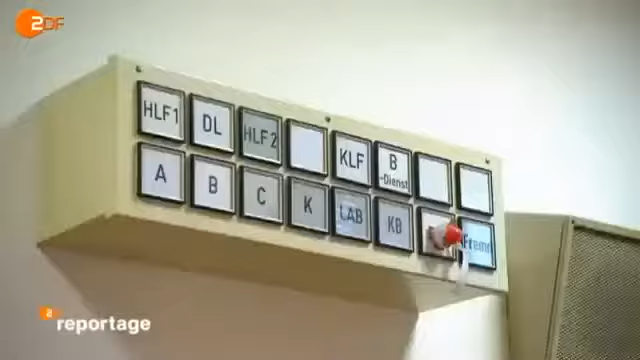 ZDF
HLF1
DL
HLF2
KLF
B
-Dienst
A
B
C
K
LAB
KB
Fremd
reportage